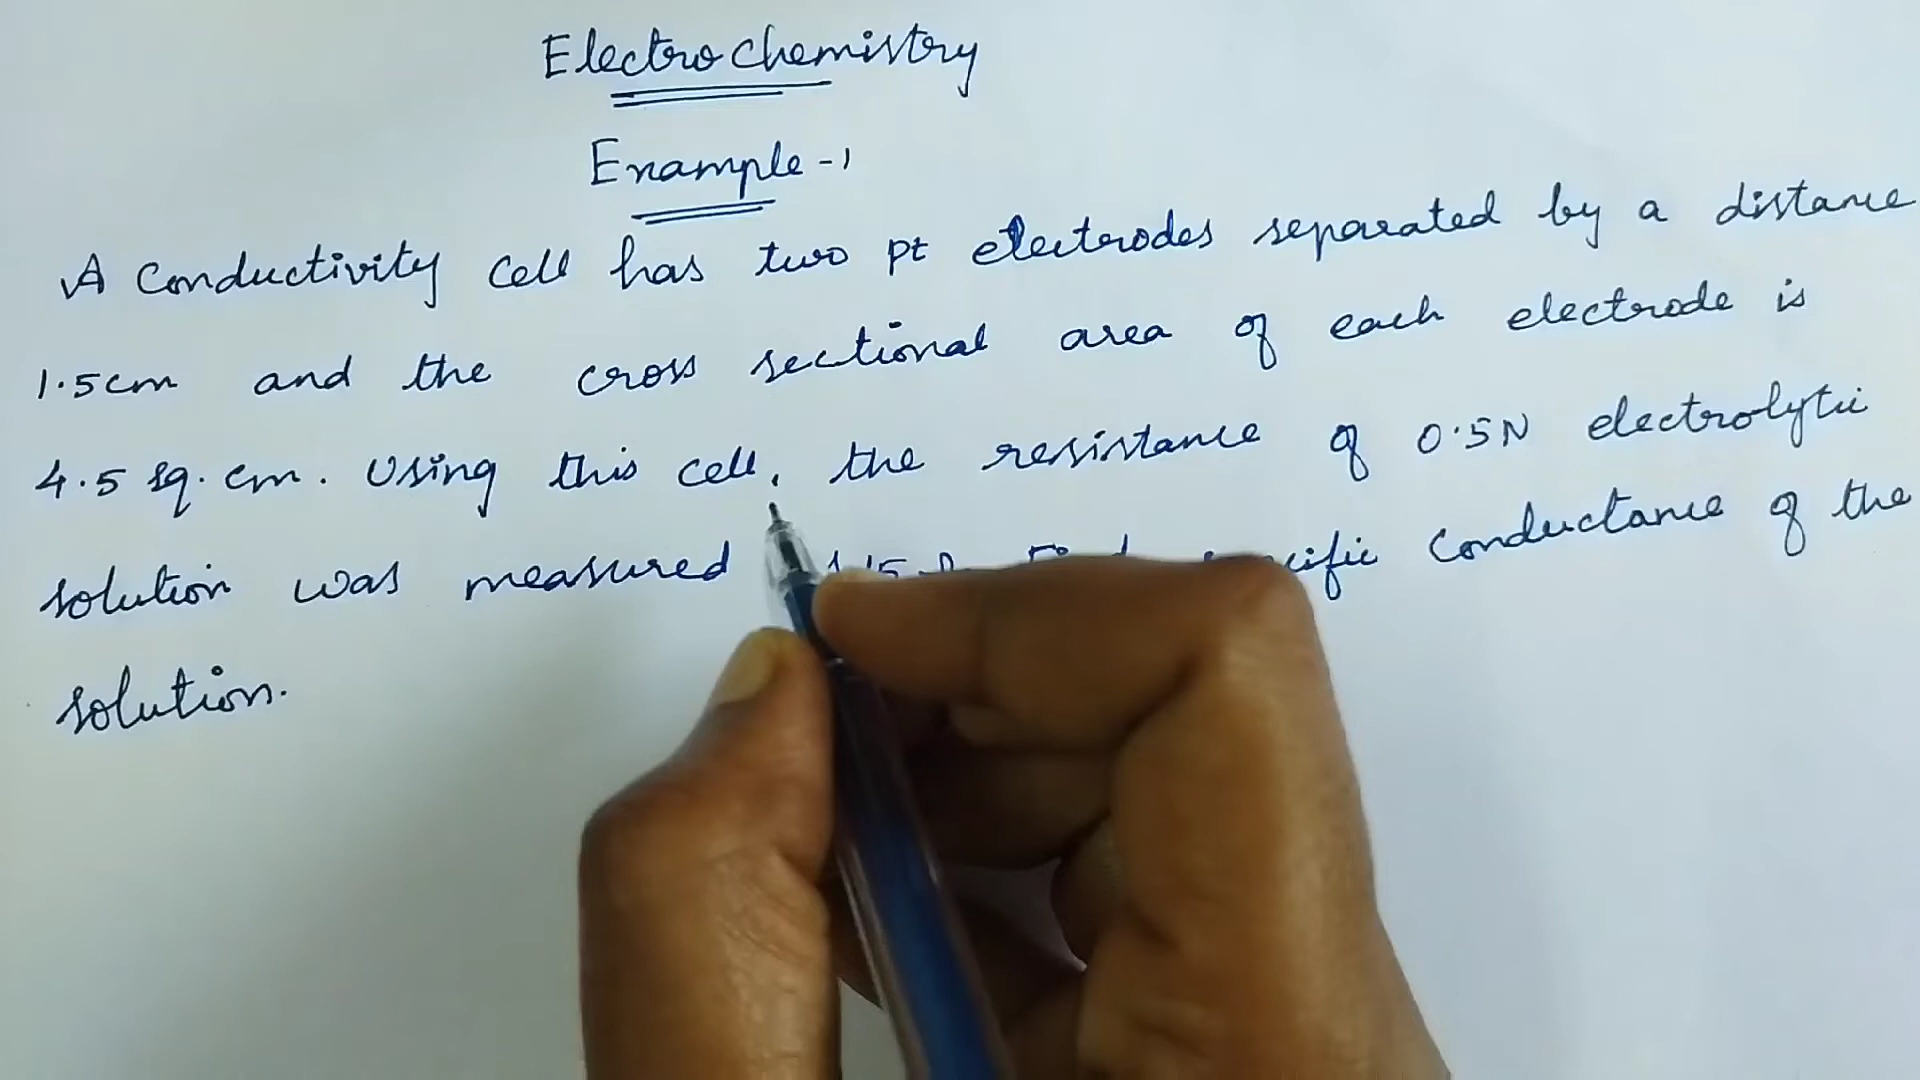 Electro chemistry
Example-1
A conductivity cell has two pt electrodes separated by a distance
1.5cm and the cross sectional area of each electrode is
4.5 sq. cm. Using this cell, the resistance of 0.5N electrolytic
solution was measured conductance of the
solution.